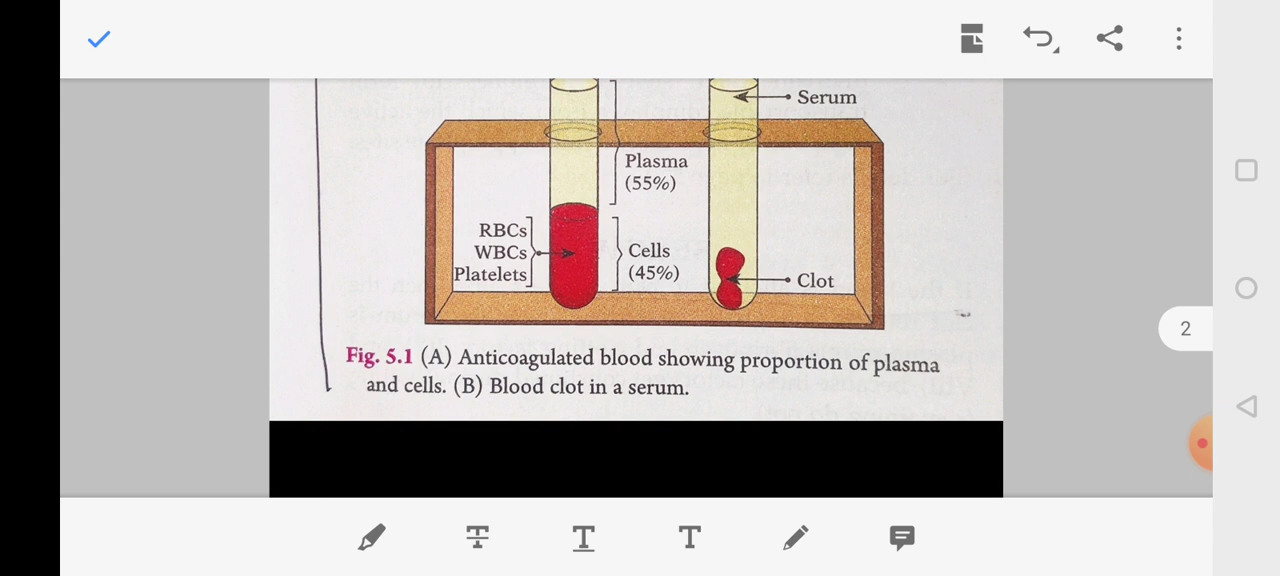 Serum
Plasma
(55%)
RBCs
WBCs
Platelets
Cells
(45%)
Clot
2
Fig. 5.1 (A) Anticoagulated blood showing proportion of plasma
and cells. (B) Blood clot in a serum.
T
T
T